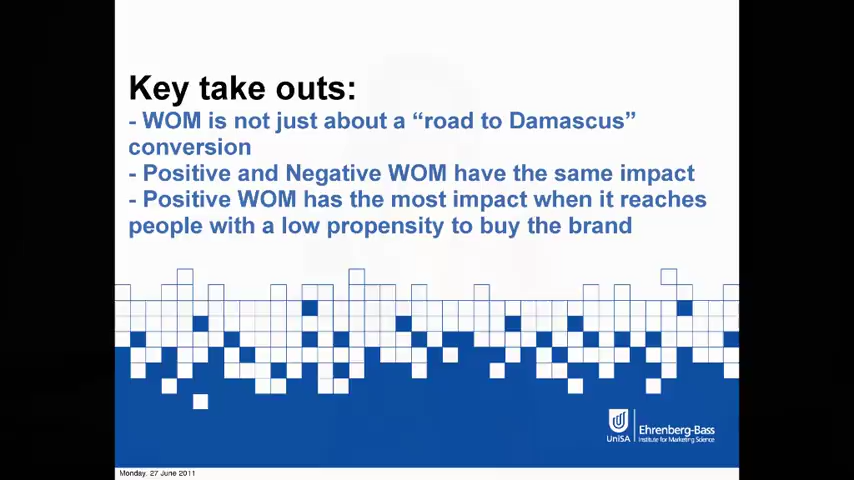 Key take outs:
- WOM is not just about a “road to Damascus”
conversion
- Positive and Negative WOM have the same impact
- Positive WOM has the most impact when it reaches
people with a low propensity to buy the brand
UniSA
Ehrenberg-Bass
Institute for Marketing Science
Monday, 27 June 2011